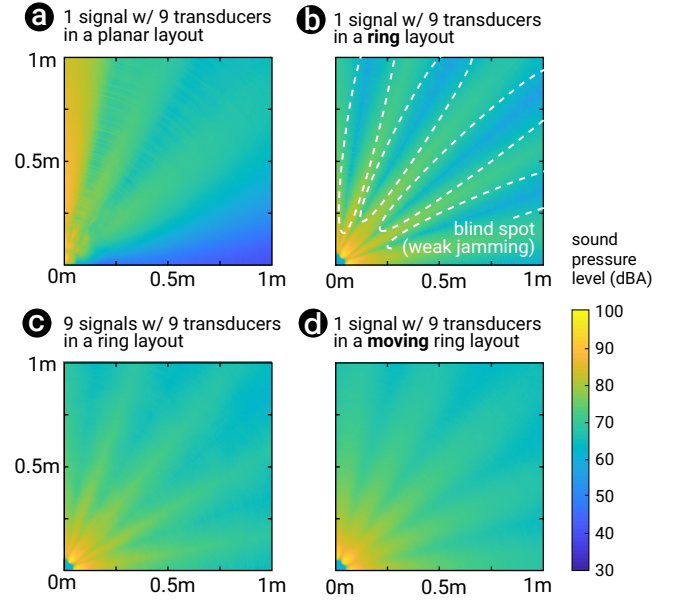 a 1 signal w/ 9 transducers
in a planar layout
1m
0.5m
0m 0.5m 1m
b 1 signal w/ 9 transducers
in a ring layout
blind spot
(weak jamming)
0m 0.5m 1m
c 9 signals w/ 9 transducers
in a ring layout
1m
0.5m
0m 0.5m 1m
d 1 signal w/ 9 transducers
in a moving ring layout
0m 0.5m 1m
sound
pressure
level (dBA)
100
90
80
70
60
50
40
30